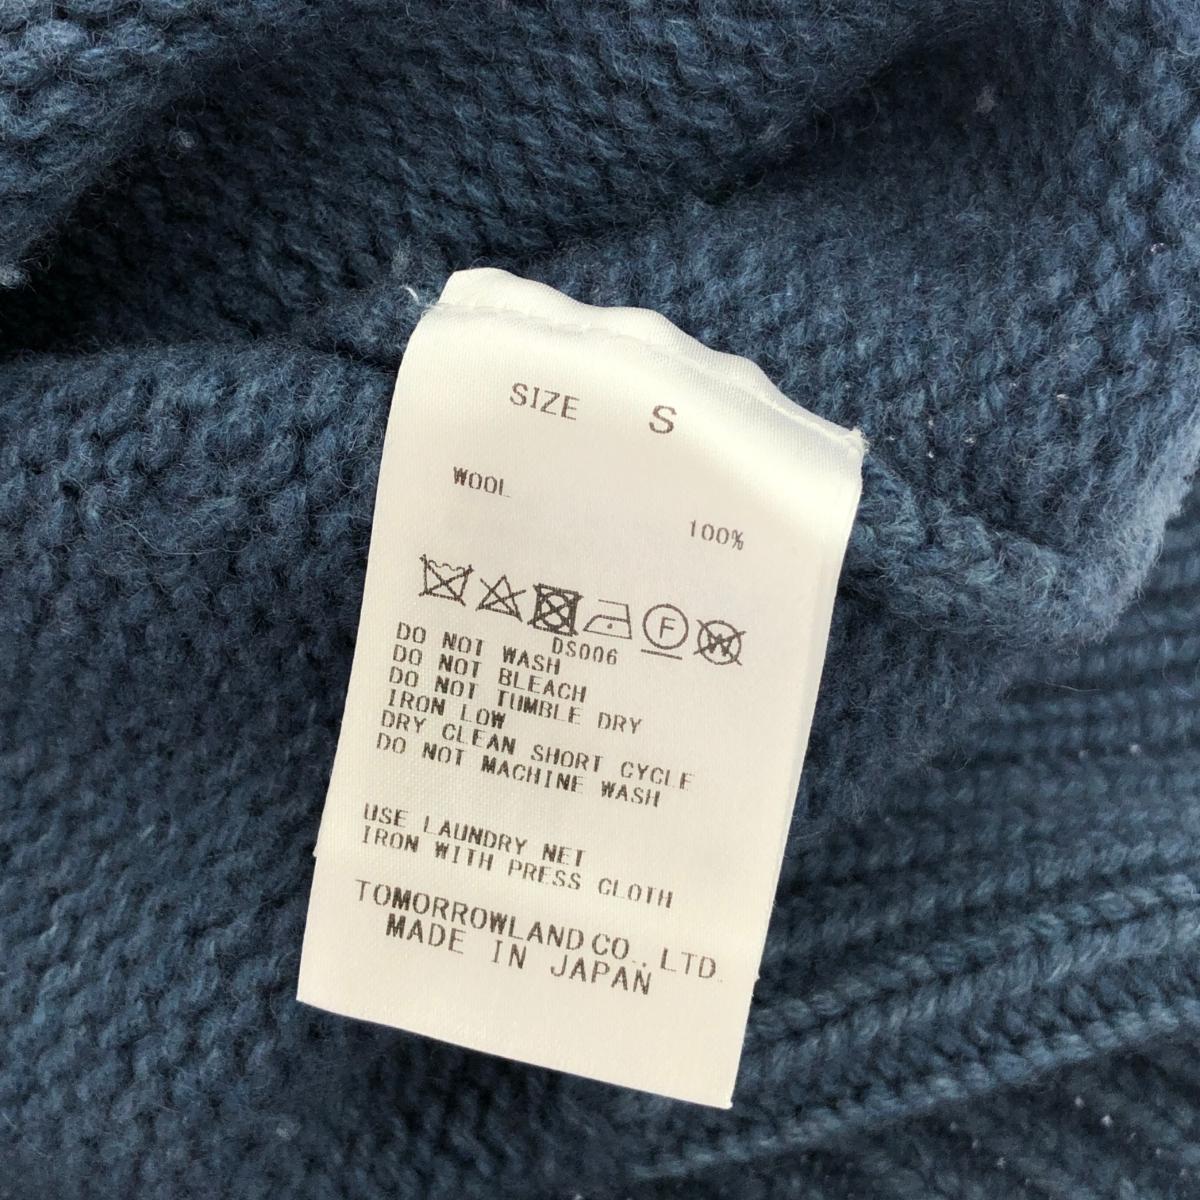 SIZE S
WOOL
100%
F W
DS006
DO NOT WASH
DO NOT BLEACH
DO NOT TUMBLE DRY
IRON LOW
DRY CLEAN SHORT CYCLE
DO NOT MACHINE WASH
USE LAUNDRY NET
IRON WITH PRESS CLOTH
TOMORROWLAND CO., LTD.
MADE IN JAPAN